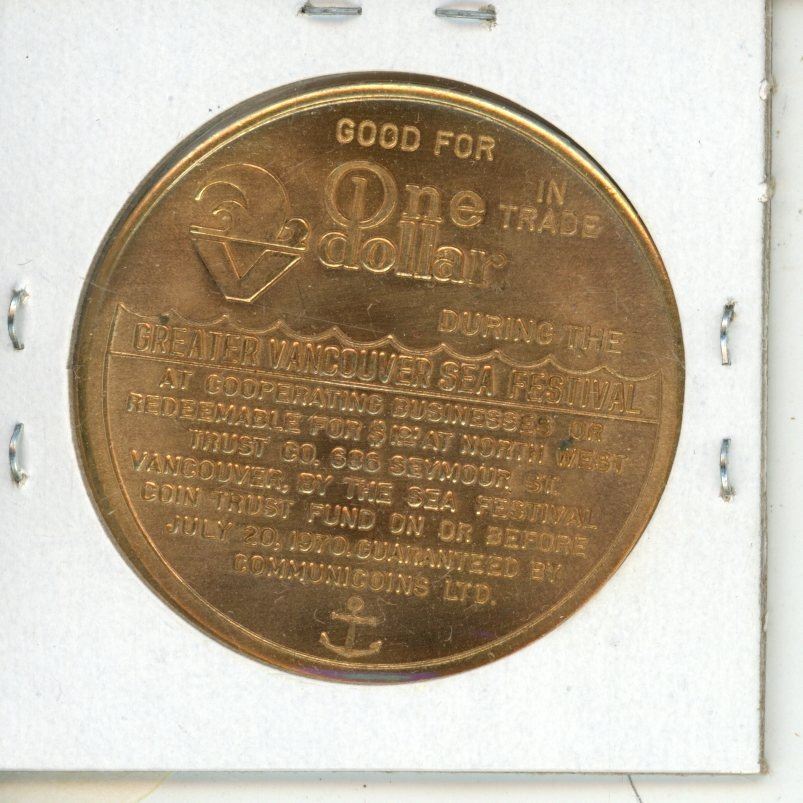 GOOD FOR
One IN
dollar TRADE
DURING THE
GREATER VANCOUVER SEA FESTIVAL
AT COOPERATING BUSINESSES OR
REDEEMABLE FOR $1.21 AT NORTH WEST
TRUST CO. 636 SEYMOUR ST.
VANCOUVER, BY THE SEA FESTIVAL
COIN TRUST FUND ON OR BEFORE
JULY 20, 1970. GUARANTEED BY
COMMUNICOINS LTD.